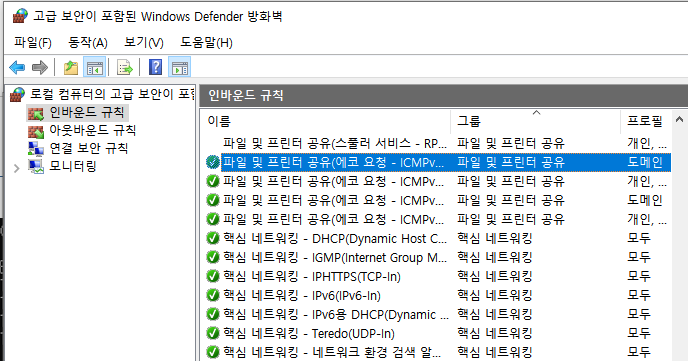 고급 보안이 포함된 Windows Defender 방화벽
파일(F) 동작(A) 보기(V) 도움말(H)
로컬 컴퓨터의 고급 보안이 포함
인바운드 규칙
아웃바운드 규칙
연결 보안 규칙
모니터링
인바운드 규칙
이름 그룹 프로필
파일 및 프린터 공유(스풀러 서비스 - RP... 파일 및 프린터 공유 개인, ...
파일 및 프린터 공유(에코 요청 - ICMPv... 파일 및 프린터 공유 도메인
파일 및 프린터 공유(에코 요청 - ICMPv... 파일 및 프린터 공유 개인, ...
파일 및 프린터 공유(에코 요청 - ICMPv... 파일 및 프린터 공유 도메인
파일 및 프린터 공유(에코 요청 - ICMPv... 파일 및 프린터 공유 개인, ...
핵심 네트워킹 - DHCP(Dynamic Host C... 핵심 네트워킹 모두
핵심 네트워킹 - IGMP(Internet Group M... 핵심 네트워킹 모두
핵심 네트워킹 - IPHTTPS(TCP-In) 핵심 네트워킹 모두
핵심 네트워킹 - IPv6(IPv6-In) 핵심 네트워킹 모두
핵심 네트워킹 - IPv6용 DHCP(Dynamic ... 핵심 네트워킹 모두
핵심 네트워킹 - Teredo(UDP-In) 핵심 네트워킹 모두
핵심 네트워킹 - 네트워크 환경 검색 알... 핵심 네트워킹 모두